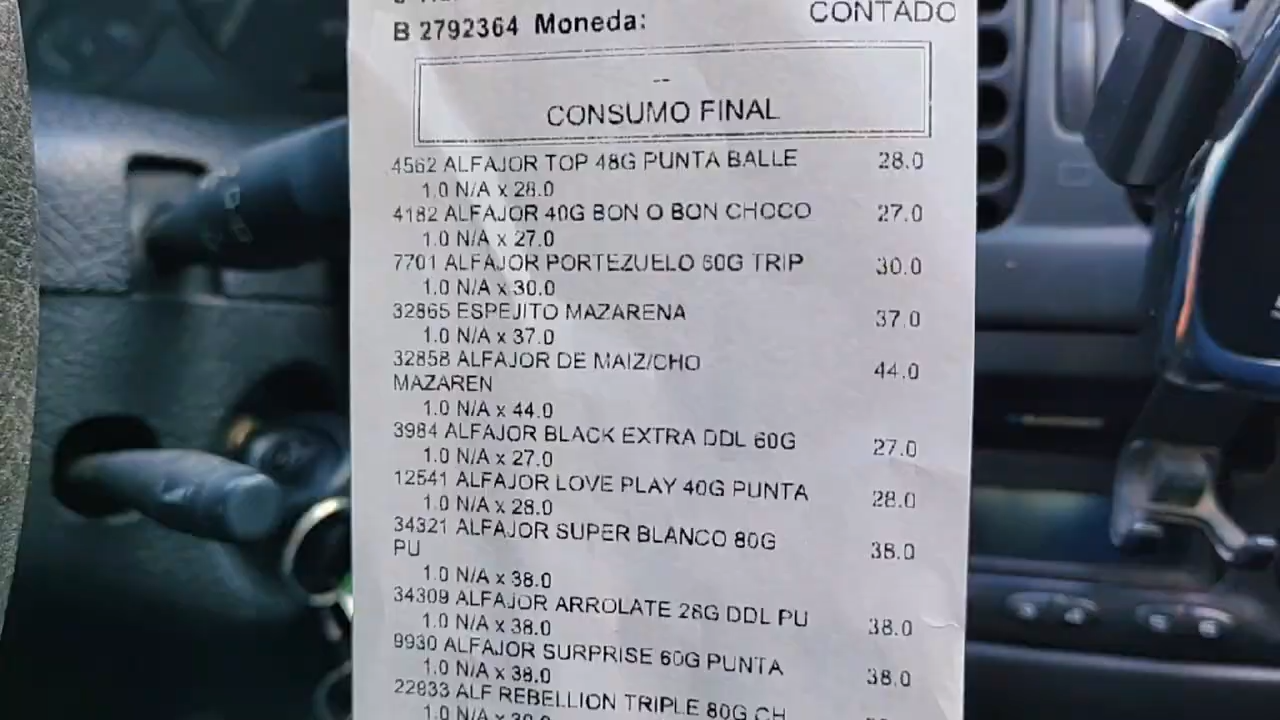 B 2792364 Moneda:
CONTADO
--
CONSUMO FINAL
4562 ALFAJOR TOP 48G PUNTA BALLE 28.0
1.0 N/A x 28.0
4182 ALFAJOR 40G BON O BON CHOCO 27.0
1.0 N/A x 27.0
7701 ALFAJOR PORTEZUELO 60G TRIP 30.0
1.0 N/A x 30.0
32865 ESPEJITO MAZARENA 37.0
1.0 N/A x 37.0
32858 ALFAJOR DE MAIZ/CHO 44.0
MAZAREN
1.0 N/A x 44.0
3984 ALFAJOR BLACK EXTRA DDL 60G 27.0
1.0 N/A x 27.0
12541 ALFAJOR LOVE PLAY 40G PUNTA 28.0
1.0 N/A x 28.0
34321 ALFAJOR SUPER BLANCO 80G 38.0
PU
1.0 N/A x 38.0
34309 ALFAJOR ARROLATE 28G DDL PU 38.0
1.0 N/A x 38.0
9930 ALFAJOR SURPRISE 60G PUNTA 38.0
1.0 N/A x 38.0
22933 ALF REBELLION TRIPLE 80G CH
1.0 N/A x